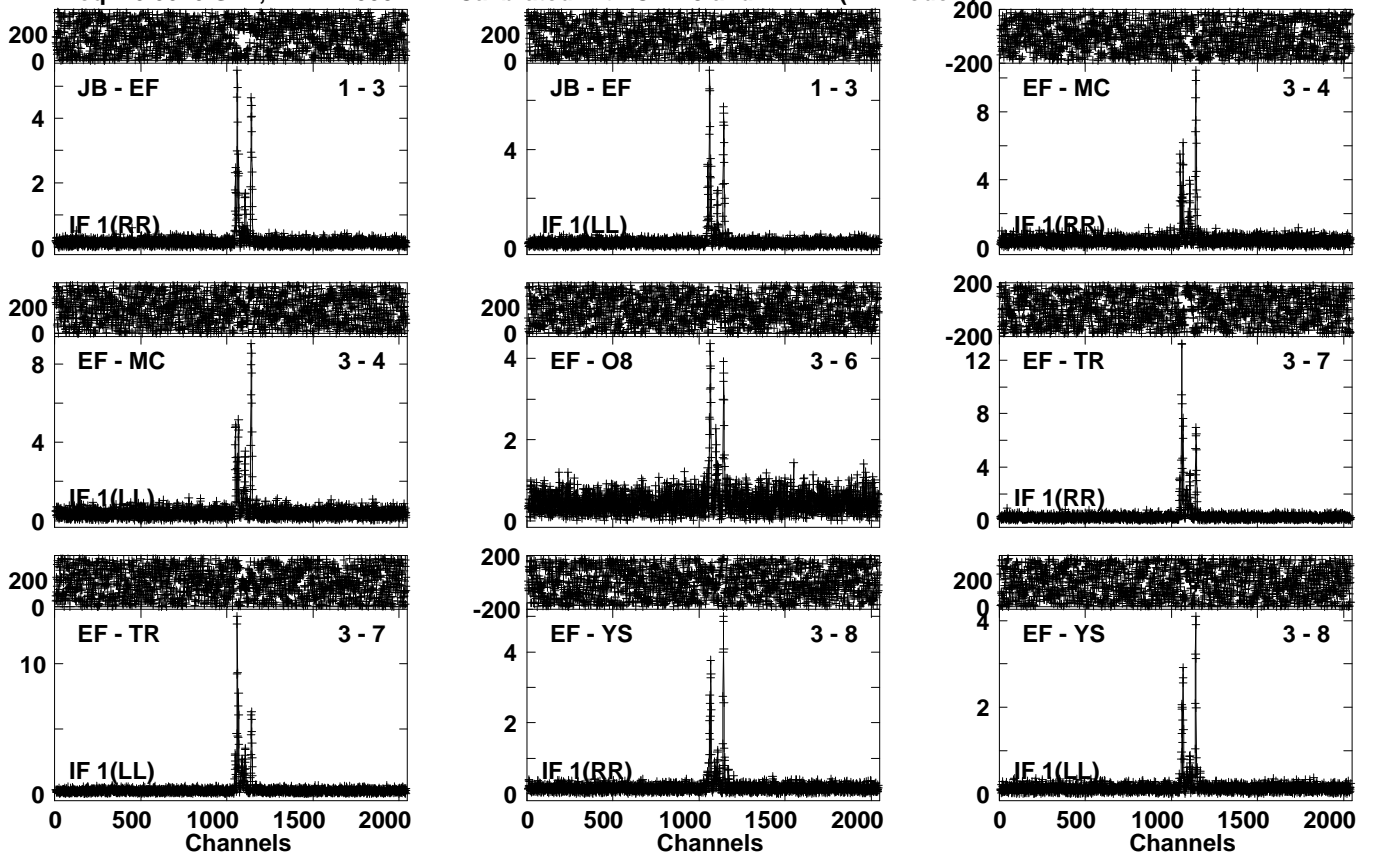 200
0
JB - EF 1 - 3
4
2
0
IF 1(RR)
200
0
JB - EF 1 - 3
4
0
IF 1(LL)
200
-200
EF - MC 3 - 4
8
4
0
IF 1(RR)
200
0
EF - MC 3 - 4
8
4
0
IF 1(LL)
200
0
EF - O8 3 - 6
4
2
0
200
-200
EF - TR 3 - 7
12
8
4
0
IF 1(RR)
200
0
EF - TR 3 - 7
10
0
IF 1(LL)
0 500 1000 1500 2000
Channels
200
-200
EF - YS 3 - 8
4
2
0
IF 1(RR)
0 500 1000 1500 2000
Channels
200
0
EF - YS 3 - 8
4
2
0
IF 1(LL)
0 500 1000 1500 2000
Channels